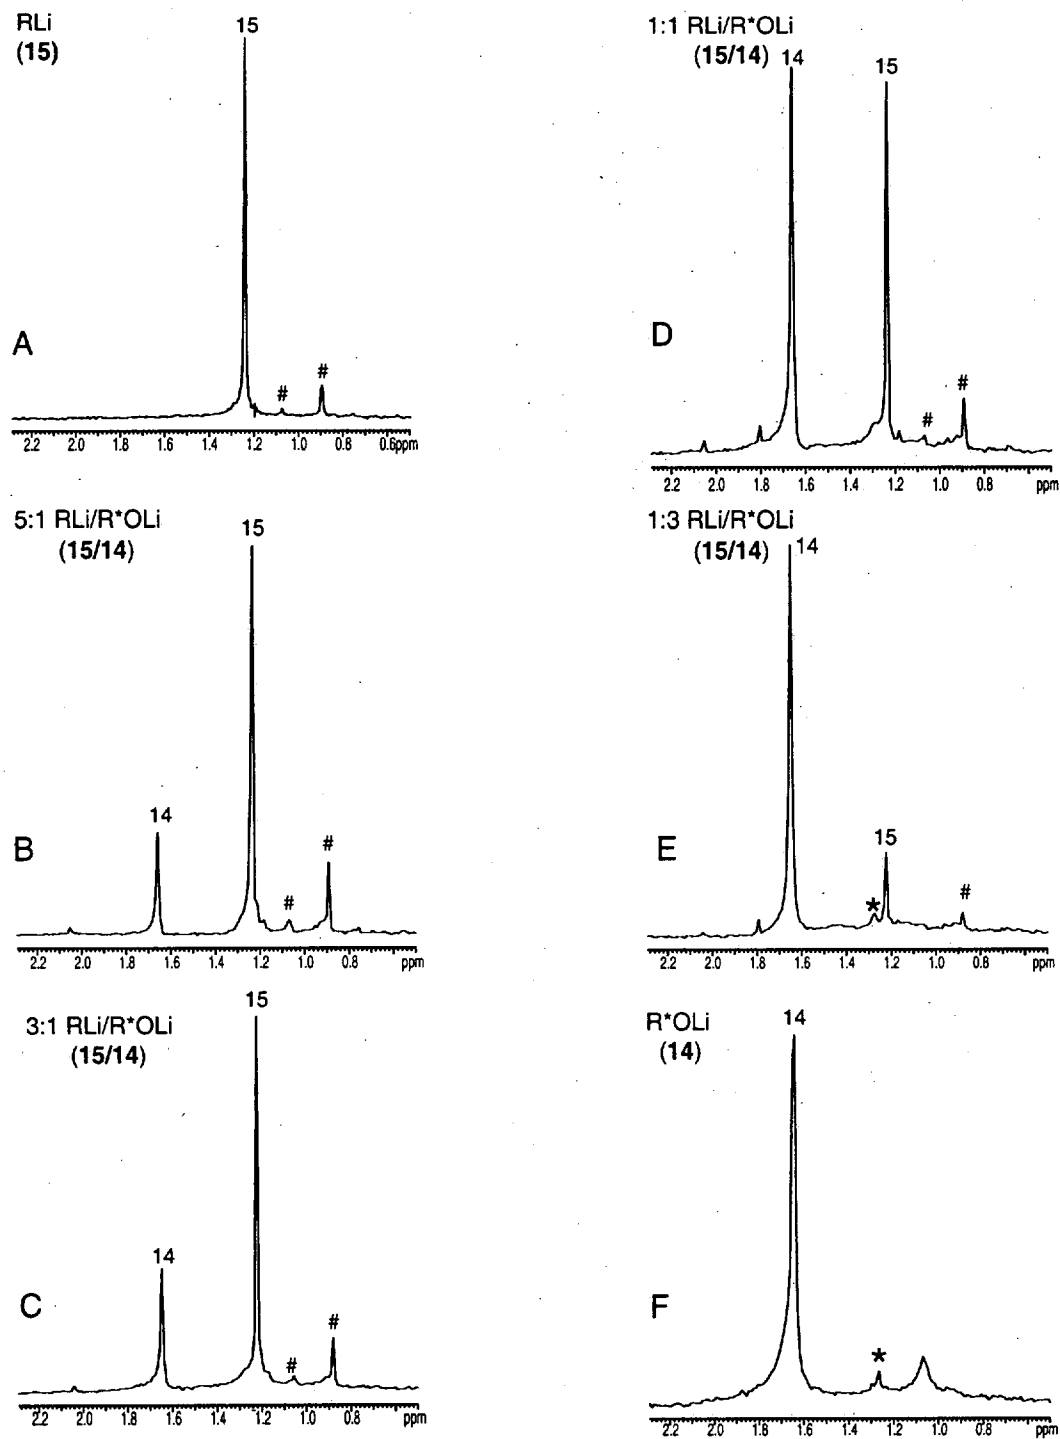 RLi
(15)
15
A
#
#
2.2 2.0 1.8 1.6 1.4 1.2 1.0 0.8 0.6ppm
5:1 RLi/R*OLi
(15/14)
15
14
B
#
#
2.2 2.0 1.8 1.6 1.4 1.2 1.0 0.8 ppm
3:1 RLi/R*OLi
(15/14)
15
14
C
#
#
2.2 2.0 1.8 1.6 1.4 1.2 1.0 0.8 ppm
1:1 RLi/R*OLi
(15/14)
14
15
D
#
#
2.2 2.0 1.8 1.6 1.4 1.2 1.0 0.8 ppm
1:3 RLi/R*OLi
(15/14)
14
15
E
*
#
2.2 2.0 1.8 1.6 1.4 1.2 1.0 0.8 ppm
R*OLi
(14)
14
F
*
2.2 2.0 1.8 1.6 1.4 1.2 1.0 0.8 ppm